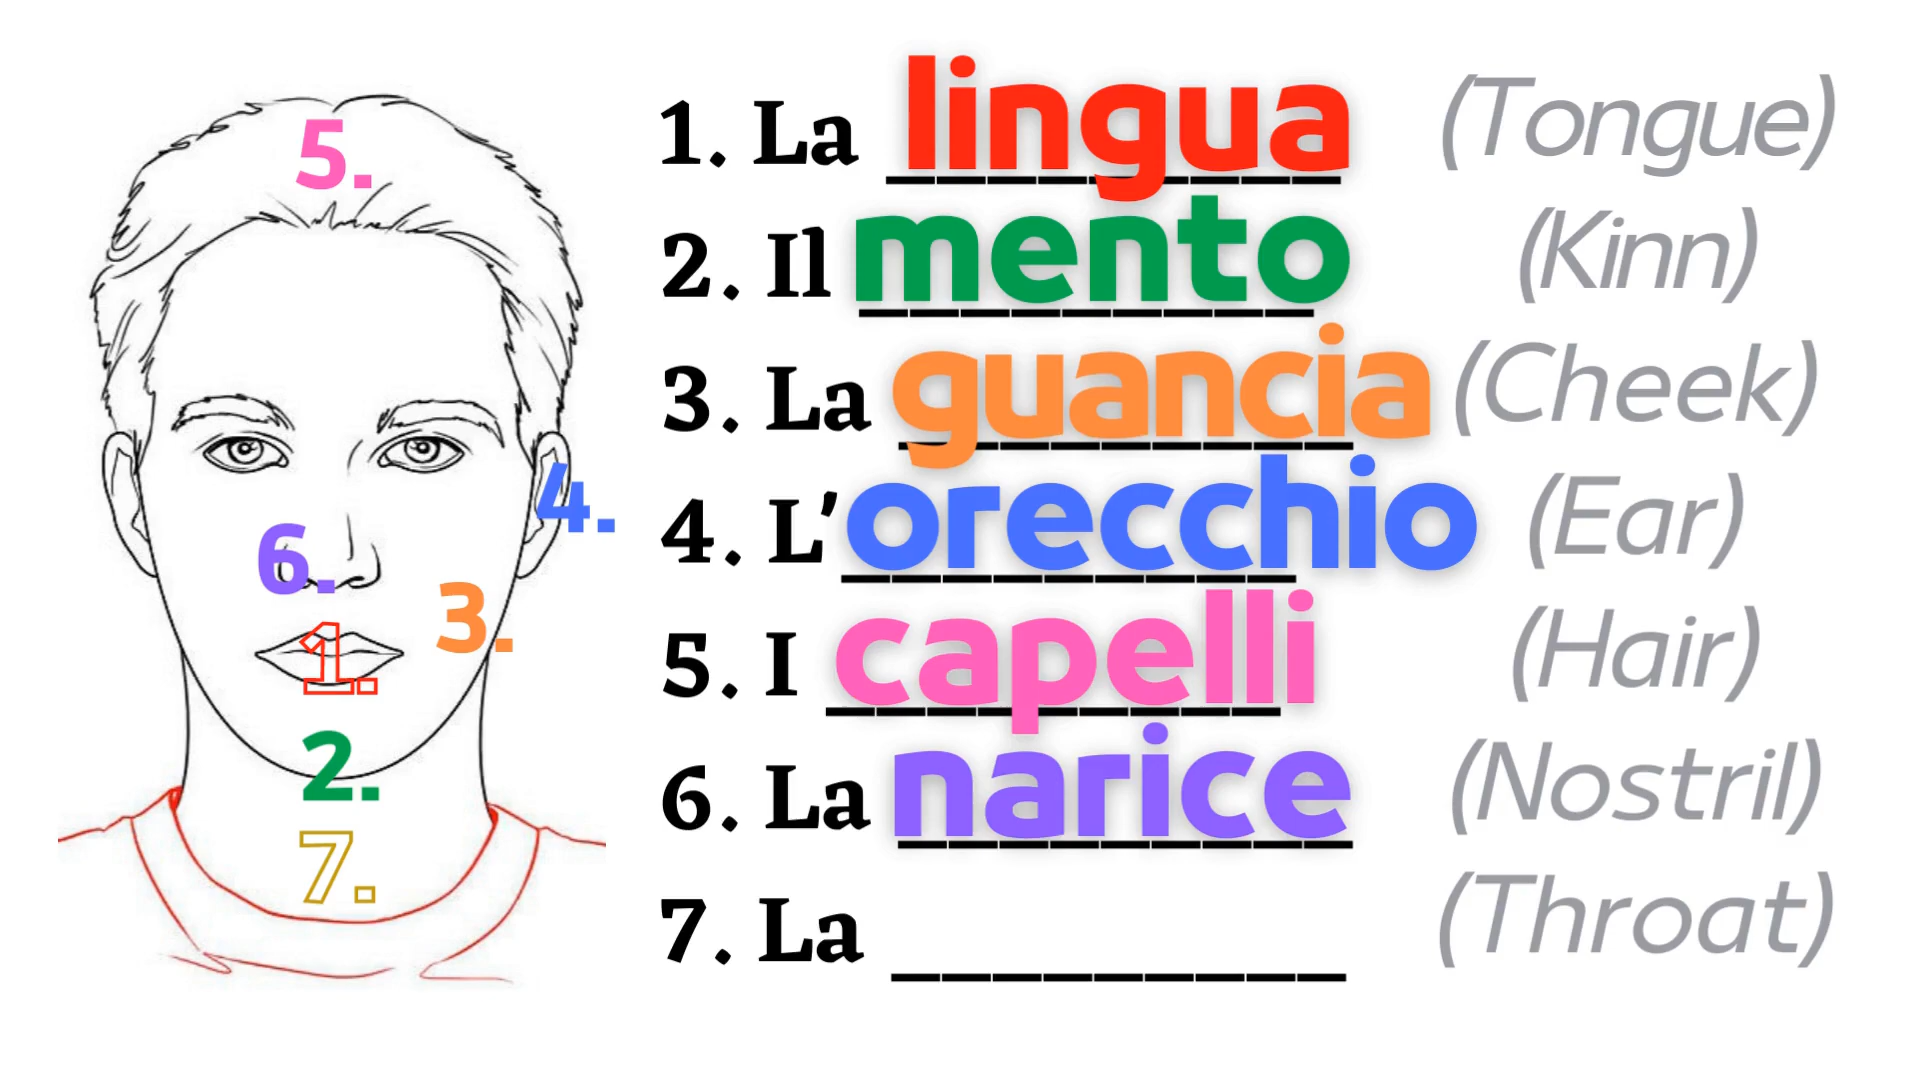 1. La lingua (Tongue)
2. Il mento (Kinn)
3. La guancia (Cheek)
4. L'orecchio (Ear)
5. I capelli (Hair)
6. La narice (Nostril)
7. La _________ (Throat)
5.
4.
6.
3.
1.
2.
7.